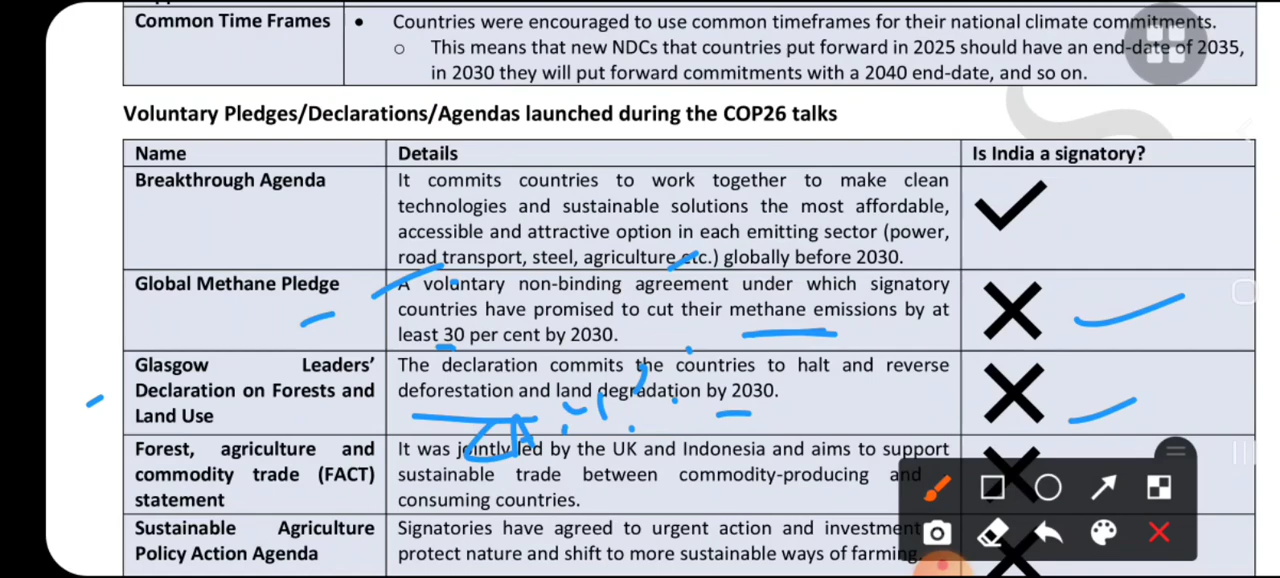 Common Time Frames • Countries were encouraged to use common timeframes for their national climate commitments.
o This means that new NDCs that countries put forward in 2025 should have an end-date of 2035,
in 2030 they will put forward commitments with a 2040 end-date, and so on.
Voluntary Pledges/Declarations/Agendas launched during the COP26 talks
Name Details Is India a signatory?
Breakthrough Agenda It commits countries to work together to make clean
technologies and sustainable solutions the most affordable,
accessible and attractive option in each emitting sector (power,
road transport, steel, agriculture etc.) globally before 2030.
Global Methane Pledge A voluntary non-binding agreement under which signatory
countries have promised to cut their methane emissions by at
least 30 per cent by 2030.
Glasgow Leaders' The declaration commits the countries to halt and reverse
Declaration on Forests and deforestation and land degradation by 2030.
Land Use
Forest, agriculture and It was jointly led by the UK and Indonesia and aims to support
commodity trade (FACT) sustainable trade between commodity-producing and
statement consuming countries.
Sustainable Agriculture Signatories have agreed to urgent action and investment
Policy Action Agenda protect nature and shift to more sustainable ways of farming.